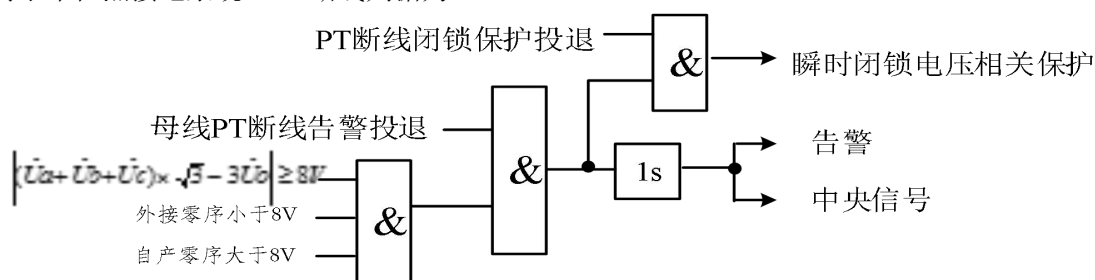 PT断线闭锁保护投退
&
瞬时闭锁电压相关保护
母线PT断线告警投退
&
1s
告警
中央信号
|(U̇a+U̇b+U̇c)×√3−3U̇o|≥8V
外接零序小于8V
&
自产零序大于8V